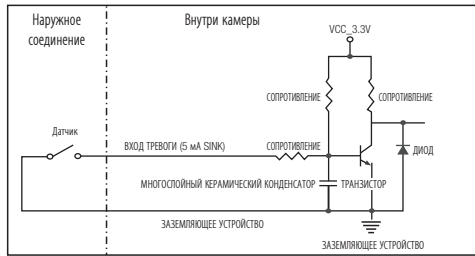 Наружное
соединение
Внутри камеры
VCC_3.3V
СОПРОТИВЛЕНИЕ
СОПРОТИВЛЕНИЕ
Датчик
ВХОД ТРЕВОГИ (5 мА SINK)
СОПРОТИВЛЕНИЕ
ДИОД
МНОГОСЛОЙНЫЙ КЕРАМИЧЕСКИЙ КОНДЕНСАТОР
ТРАНЗИСТОР
ЗАЗЕМЛЯЮЩЕЕ УСТРОЙСТВО
ЗАЗЕМЛЯЮЩЕЕ УСТРОЙСТВО